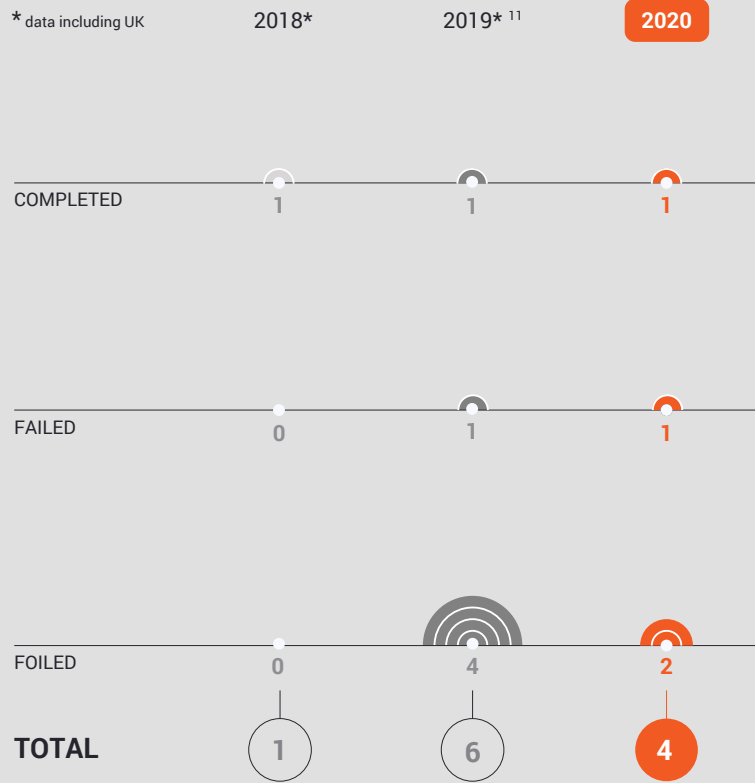 * data including UK 2018* 2019* 11 2020
COMPLETED
1 1 1
FAILED
0 1 1
FOILED
0 4 2
TOTAL 1 6 4